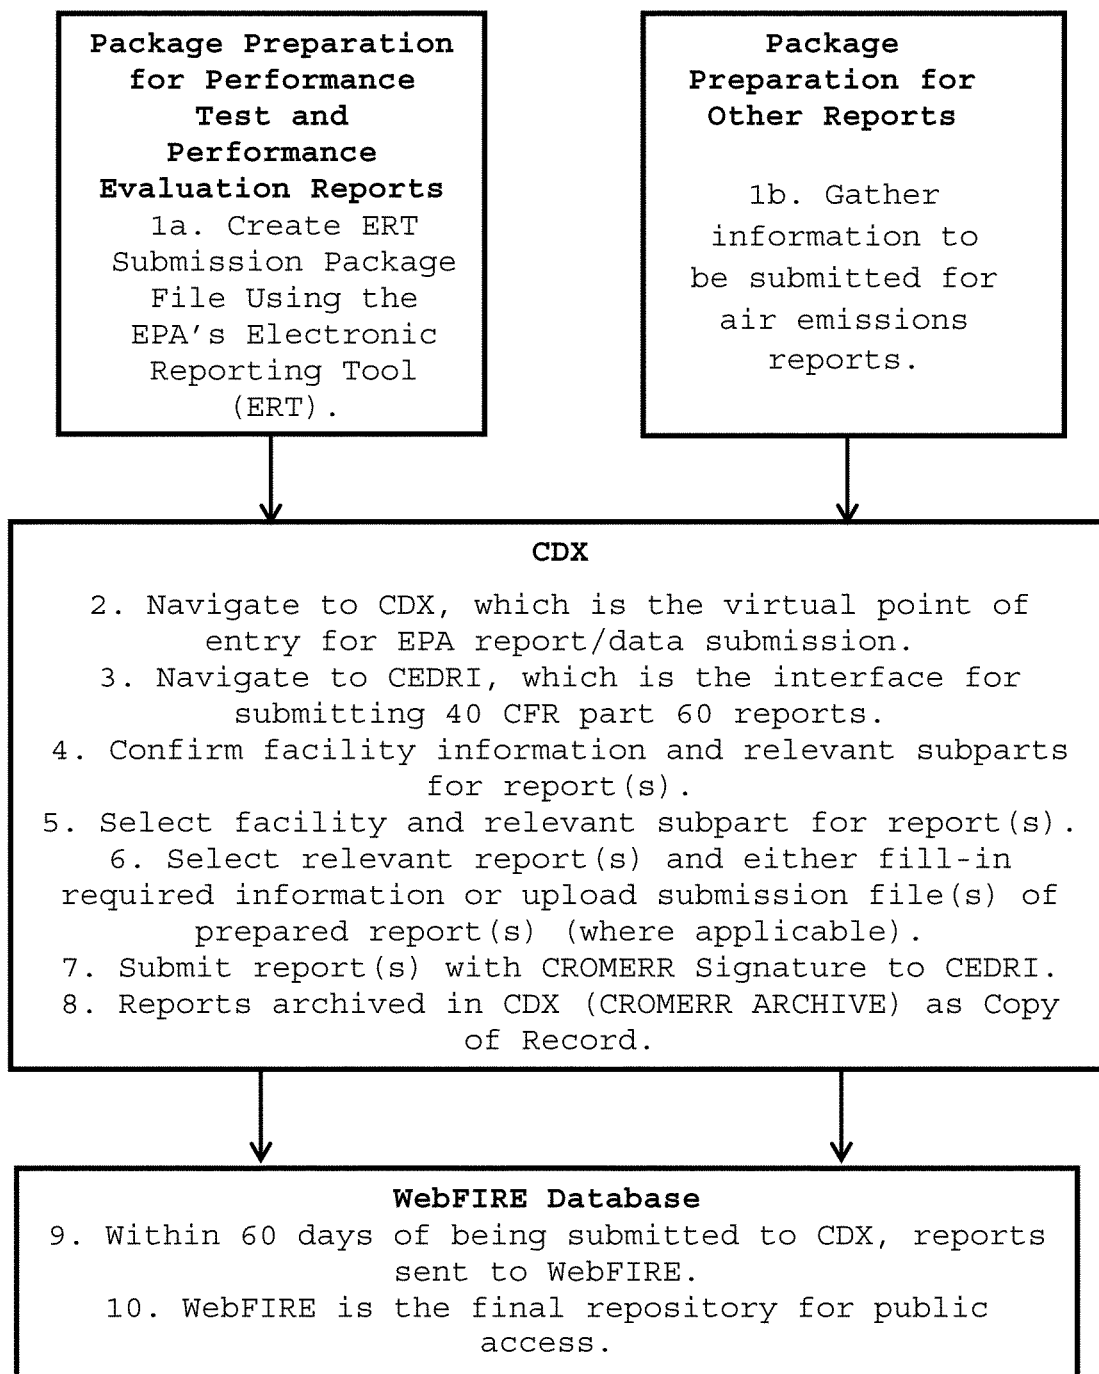 Package Preparation
for Performance
Test and
Performance
Evaluation Reports
1a. Create ERT
Submission Package
File Using the
EPA's Electronic
Reporting Tool
(ERT).
Package
Preparation for
Other Reports
1b. Gather
information to
be submitted for
air emissions
reports.
CDX
2. Navigate to CDX, which is the virtual point of
entry for EPA report/data submission.
3. Navigate to CEDRI, which is the interface for
submitting 40 CFR part 60 reports.
4. Confirm facility information and relevant subparts
for report(s).
5. Select facility and relevant subpart for report(s).
6. Select relevant report(s) and either fill-in
required information or upload submission file(s) of
prepared report(s) (where applicable).
7. Submit report(s) with CROMERR Signature to CEDRI.
8. Reports archived in CDX (CROMERR ARCHIVE) as Copy
of Record.
WebFIRE Database
9. Within 60 days of being submitted to CDX, reports
sent to WebFIRE.
10. WebFIRE is the final repository for public
access.